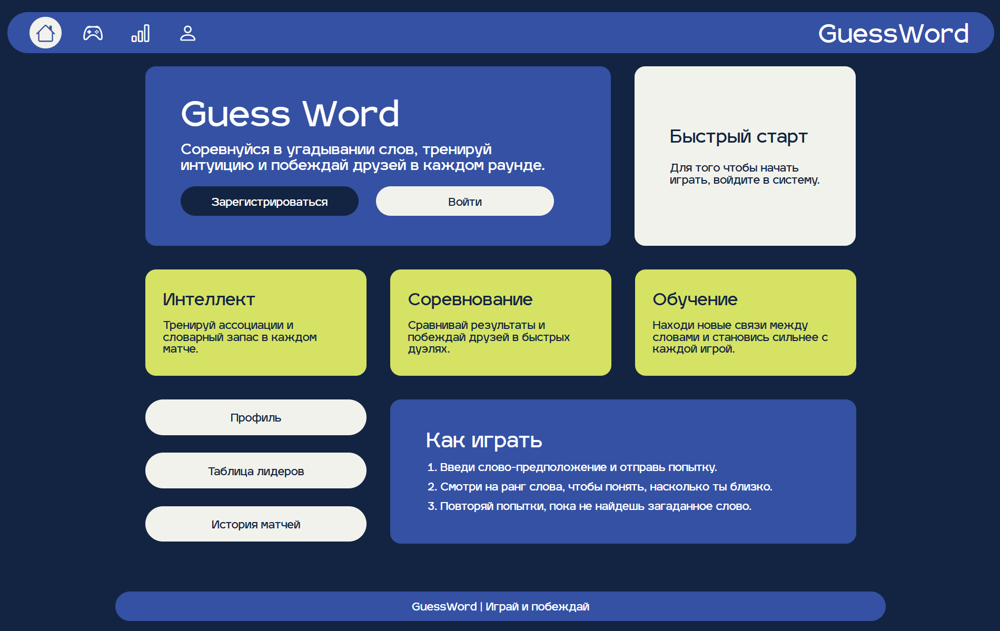 GuessWord
Guess Word
Соревнуйся в угадывании слов, тренируй
интуицию и побеждай друзей в каждом раунде.
Зарегистрироваться
Войти
Быстрый старт
Для того чтобы начать
играть, войдите в систему.
Интеллект
Тренируй ассоциации и
словарный запас в каждом
матче.
Соревнование
Сравнивай результаты и
побеждай друзей в быстрых
дуэлях.
Обучение
Находи новые связи между
словами и становись сильнее с
каждой игрой.
Профиль
Таблица лидеров
История матчей
Как играть
1. Введи слово-предположение и отправь попытку.
2. Смотри на ранг слова, чтобы понять, насколько ты близко.
3. Повторяй попытки, пока не найдешь загаданное слово.
GuessWord | Играй и побеждай